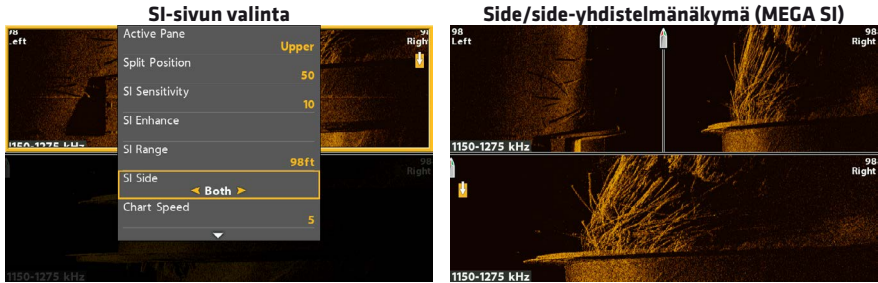 SI-sivun valinta
98
Left
98
Right
Active Pane
Upper
Split Position
50
SI Sensitivity
10
SI Enhance
SI Range
98ft
SI Side
Both
Chart Speed
5
1150-1275 kHz
98
Right
1150-1275 kHz
Side/side-yhdistelmänäkymä (MEGA SI)
98
Left
98
Right
1150-1275 kHz
98
Right
1150-1275 kHz